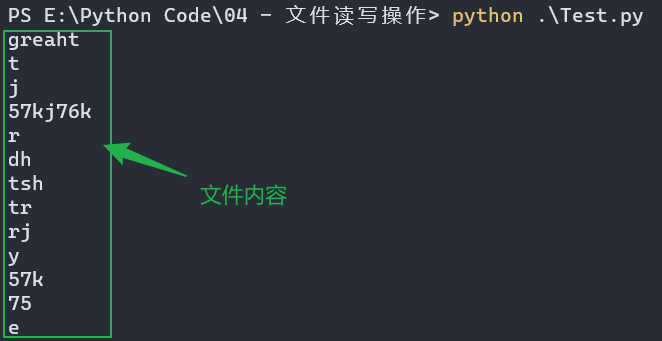 PS E:\Python Code\04 - 文件读写操作> python .\Test.py
greaht
t
j
57kj76k
r
dh
tsh
文件内容
tr
rj
y
57k
75
e